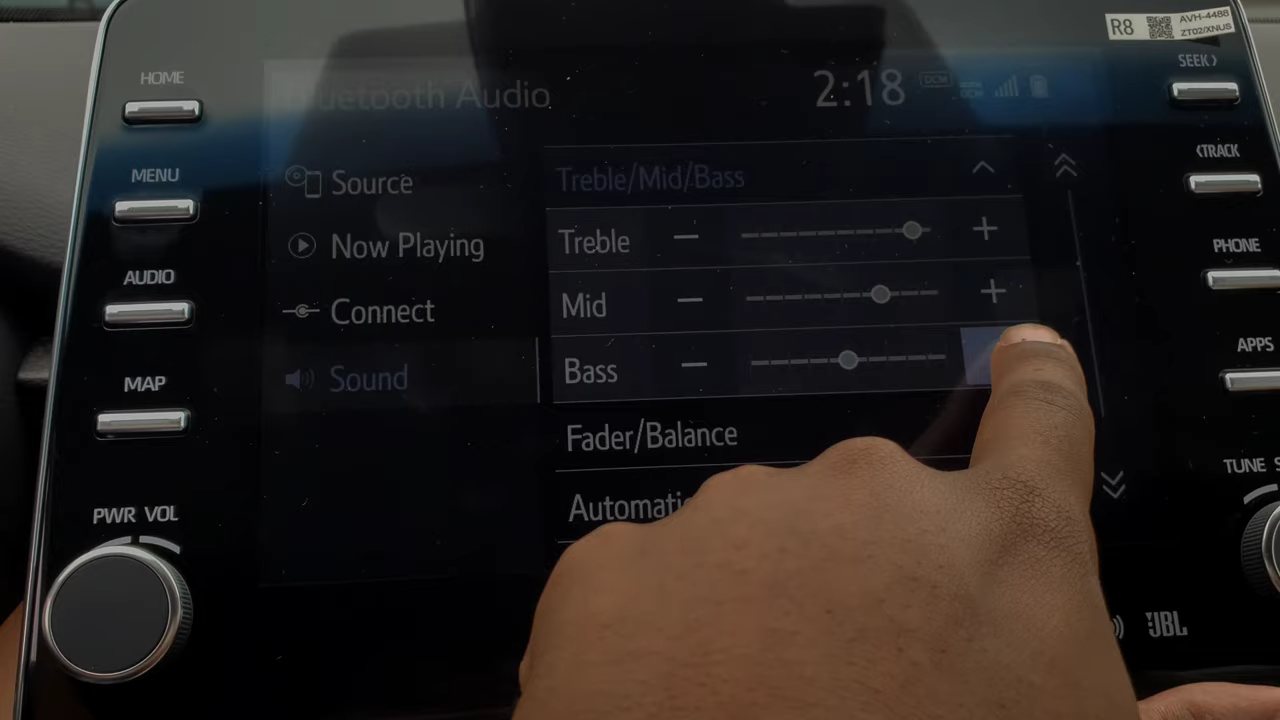 R8
AVH-4488
ZT02/XNUS
HOME
Bluetooth Audio
2:18
DCM
SEEK>
MENU
Source
Treble/Mid/Bass
<TRACK
Now Playing
Treble - +
PHONE
AUDIO
Connect
Mid - +
APPS
MAP
Sound
Bass -
Fader/Balance
TUNE
PWR VOL
JBL